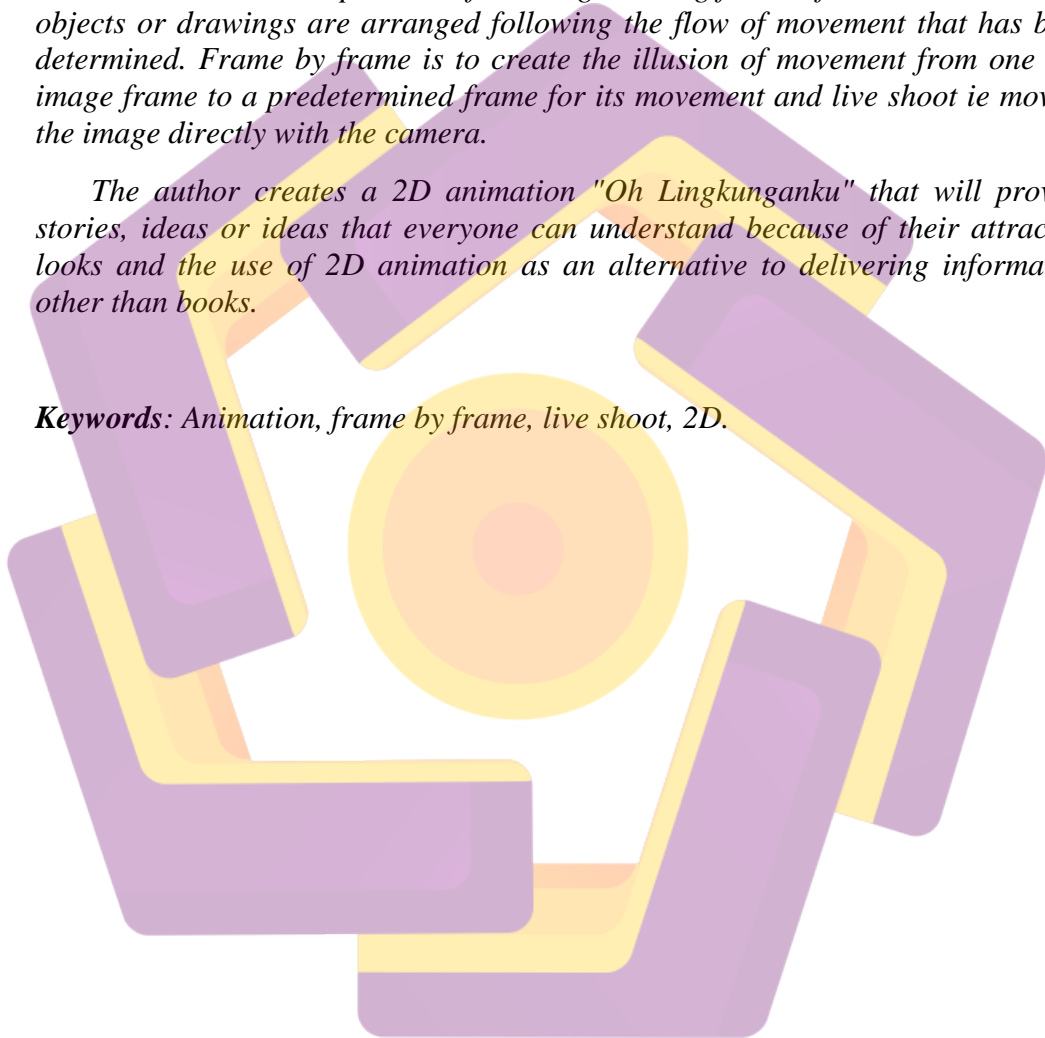 objects or drawings are arranged following the flow of movement that has b
determined. Frame by frame is to create the illusion of movement from one
image frame to a predetermined frame for its movement and live shoot ie mov
the image directly with the camera.
The author creates a 2D animation "Oh Lingkunganku" that will prov
stories, ideas or ideas that everyone can understand because of their attrac
looks and the use of 2D animation as an alternative to delivering informa
other than books.
Keywords: Animation, frame by frame, live shoot, 2D.